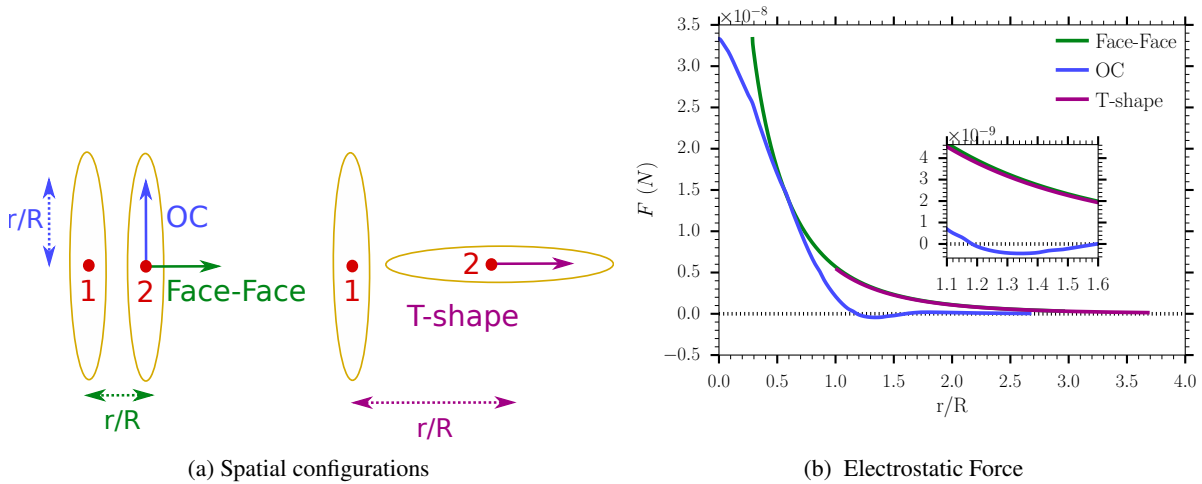 r/R
OC
1
2
Face-Face
r/R
1
2
T-shape
r/R
(a) Spatial configurations
×10⁻⁸
3.5
3.0
2.5
2.0
1.5
1.0
0.5
0.0
−0.5
F (N)
0.0 0.5 1.0 1.5 2.0 2.5 3.0 3.5 4.0
r/R
Face-Face
OC
T-shape
×10⁻⁹
4
3
2
1
0
1.1 1.2 1.3 1.4 1.5 1.6
(b) Electrostatic Force